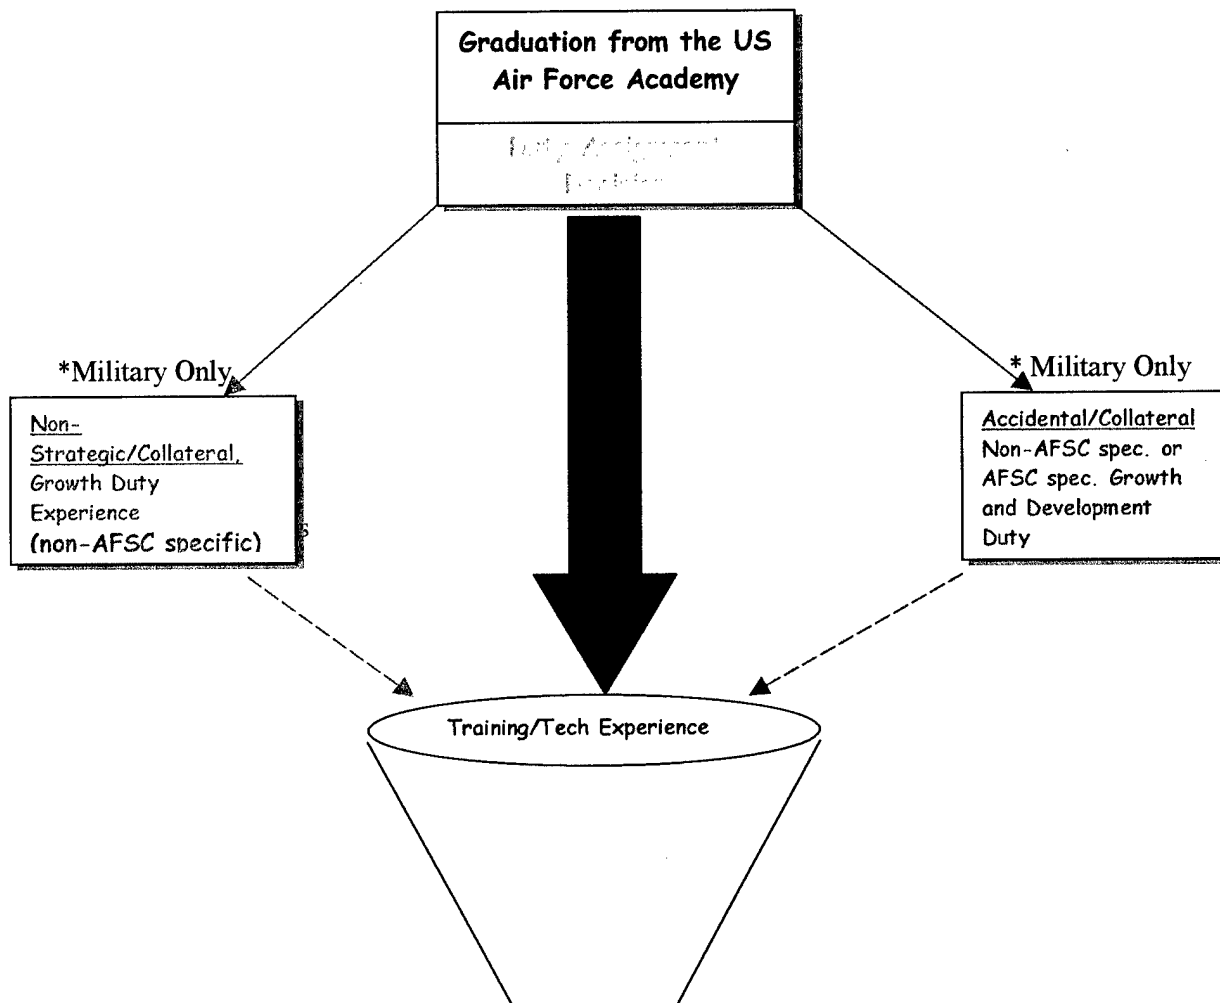 Graduation from the US
Air Force Academy
*Military Only
Non-
Strategic/Collateral,
Growth Duty
Experience
(non-AFSC specific)
* Military Only
Accidental/Collateral
Non-AFSC spec. or
AFSC spec. Growth
and Development
Duty
Training/Tech Experience